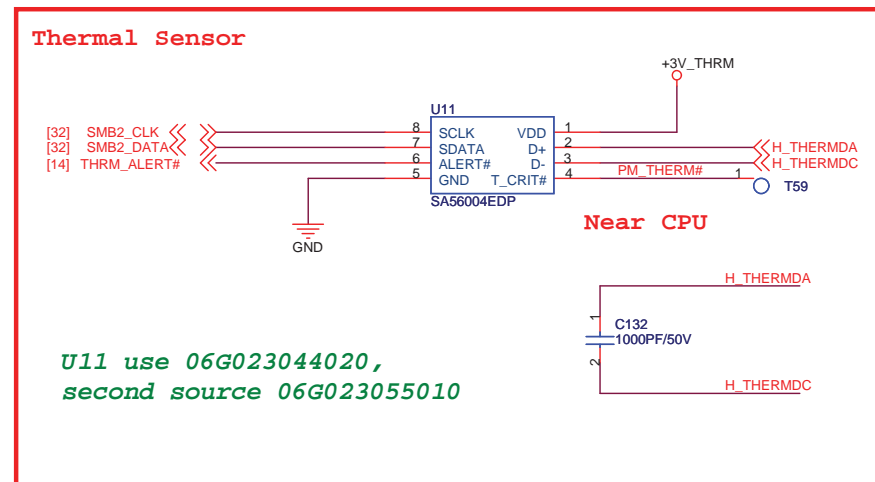 Thermal Sensor
+3V_THRM
U11
[32] SMB2_CLK 8 SCLK VDD 1
[32] SMB2_DATA 7 SDATA D+ 2 H_THERMDA
[14] THRM_ALERT# 6 ALERT# D- 3 H_THERMDC
5 GND T_CRIT# 4 PM_THERM# 1 T59
SA56004EDP
Near CPU
GND
H_THERMDA
1
C132
1000PF/50V
2
H_THERMDC
U11 use 06G023044020,
second source 06G023055010